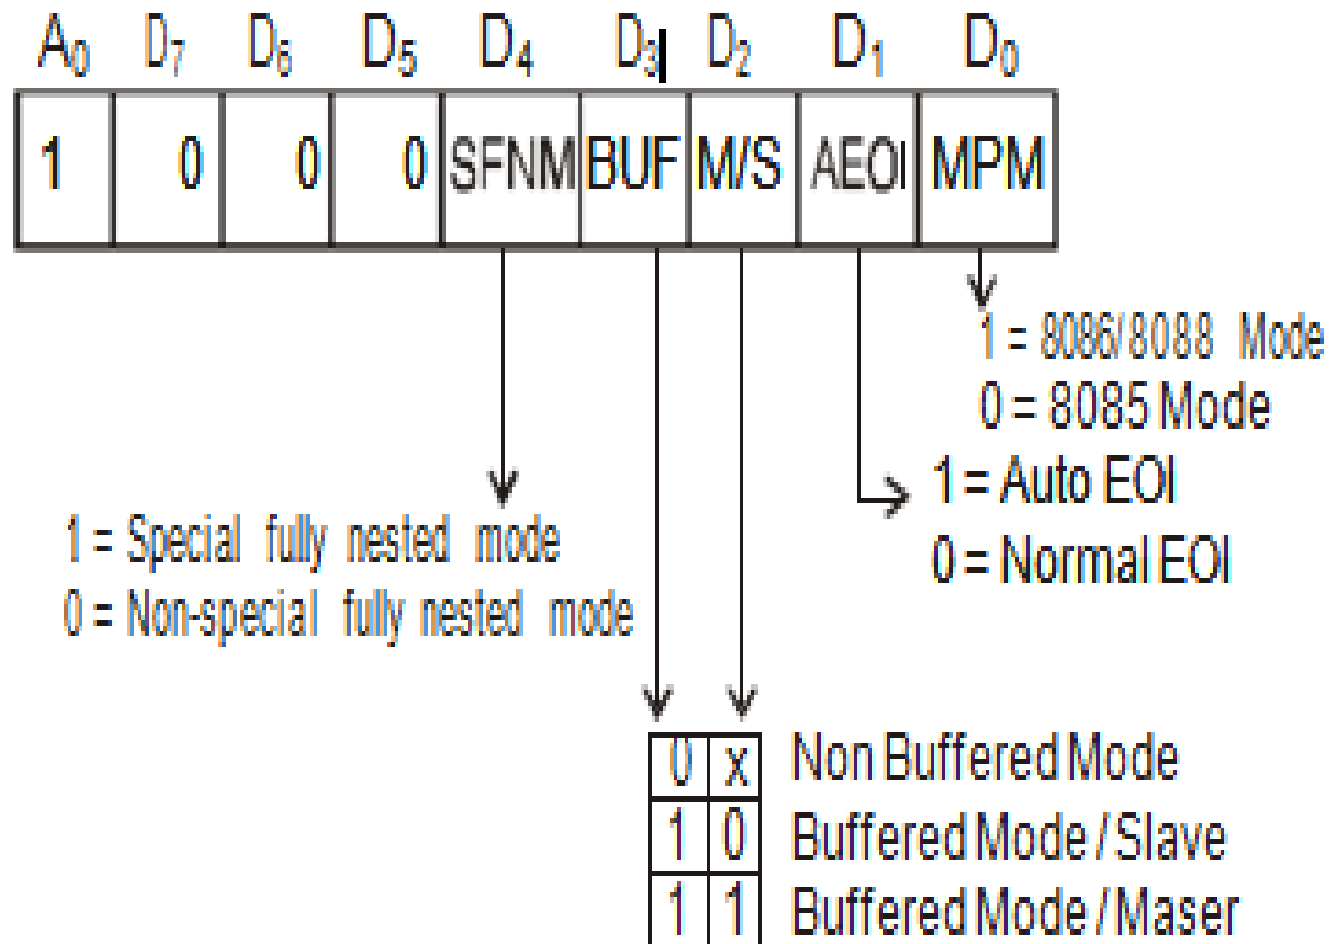 A₀ D₇ D₆ D₅ D₄ D₃ D₂ D₁ D₀
1 0 0 0 SFNM BUF M/S AEOI MPM
1 = 8086/8088 Mode
0 = 8085 Mode
1 = Auto EOI
0 = Normal EOI
1 = Special fully nested mode
0 = Non-special fully nested mode
0 x Non Buffered Mode
1 0 Buffered Mode / Slave
1 1 Buffered Mode / Maser